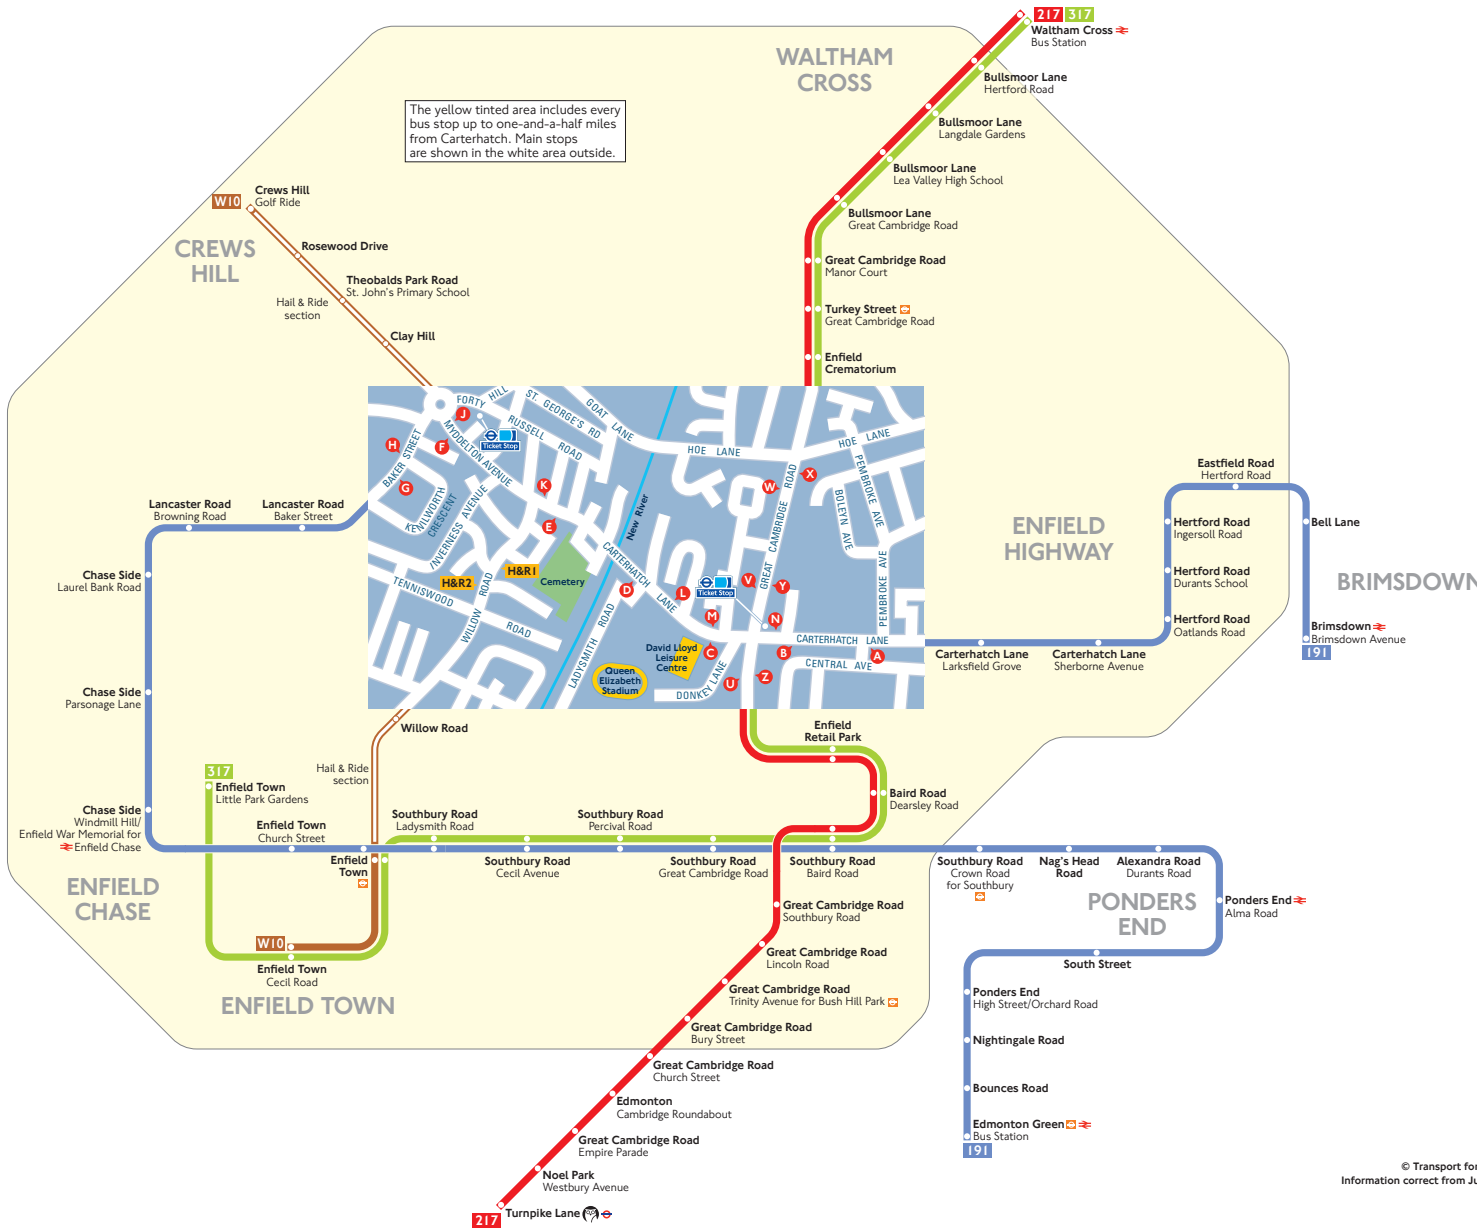 217 317
Waltham Cross
Bus Station
WALTHAM
CROSS
Bullsmoor Lane
Hertford Road
The yellow tinted area includes every
bus stop up to one-and-a-half miles
from Carterhatch. Main stops
are shown in the white area outside.
Bullsmoor Lane
Langdale Gardens
Bullsmoor Lane
Lea Valley High School
Bullsmoor Lane
Great Cambridge Road
W10
Crews Hill
Golf Ride
CREWS
HILL
Rosewood Drive
Theobalds Park Road
St. John's Primary School
Hail & Ride
section
Clay Hill
Great Cambridge Road
Manor Court
Turkey Street
Great Cambridge Road
Enfield
Crematorium
FORTY HILL
ST. GEORGE'S RD
GOAT LANE
RUSSELL ROAD
MYDDELTON AVENUE
BAKER STREET
HOE LANE
HOE LANE
J
H
F
G
K
E
W
X
Ticket Stop
KENILWORTH
CRESCENT
INVERNESS AVENUE
New River
GREAT CAMBRIDGE ROAD
BOLEYN AVE
PEMBROKE AVE
PEMBROKE AVE
H&R1
H&R2
Cemetery
CARTERHATCH LANE
TENNISWOOD ROAD
WILLOW ROAD
LADYSMITH ROAD
D
L
V
Y
M
N
C
B
A
U
Z
Ticket Stop
CARTERHATCH LANE
CENTRAL AVE
David Lloyd
Leisure
Centre
Queen
Elizabeth
Stadium
DONKEY LANE
Lancaster Road
Browning Road
Lancaster Road
Baker Street
Chase Side
Laurel Bank Road
Chase Side
Parsonage Lane
Chase Side
Windmill Hill/
Enfield War Memorial for
Enfield Chase
ENFIELD
CHASE
Eastfield Road
Hertford Road
Bell Lane
ENFIELD
HIGHWAY
Hertford Road
Ingersoll Road
Hertford Road
Durants School
Hertford Road
Oatlands Road
BRIMSDOWN
Brimsdown
Brimsdown Avenue
191
Carterhatch Lane
Larksfield Grove
Carterhatch Lane
Sherborne Avenue
Willow Road
Hail & Ride
section
317
Enfield Town
Little Park Gardens
Enfield Town
Church Street
Enfield
Town
W10
Enfield Town
Cecil Road
ENFIELD TOWN
Enfield
Retail Park
Baird Road
Dearsley Road
Southbury Road
Ladysmith Road
Southbury Road
Percival Road
Southbury Road
Cecil Avenue
Southbury Road
Great Cambridge Road
Southbury Road
Baird Road
Southbury Road
Crown Road
for Southbury
Nag's Head
Road
Alexandra Road
Durants Road
PONDERS
END
Ponders End
Alma Road
South Street
Ponders End
High Street/Orchard Road
Nightingale Road
Bounces Road
Edmonton Green
Bus Station
191
Great Cambridge Road
Southbury Road
Great Cambridge Road
Lincoln Road
Great Cambridge Road
Trinity Avenue for Bush Hill Park
Great Cambridge Road
Bury Street
Great Cambridge Road
Church Street
Edmonton
Cambridge Roundabout
Great Cambridge Road
Empire Parade
Noel Park
Westbury Avenue
217
Turnpike Lane
© Transport for
Information correct from Ju